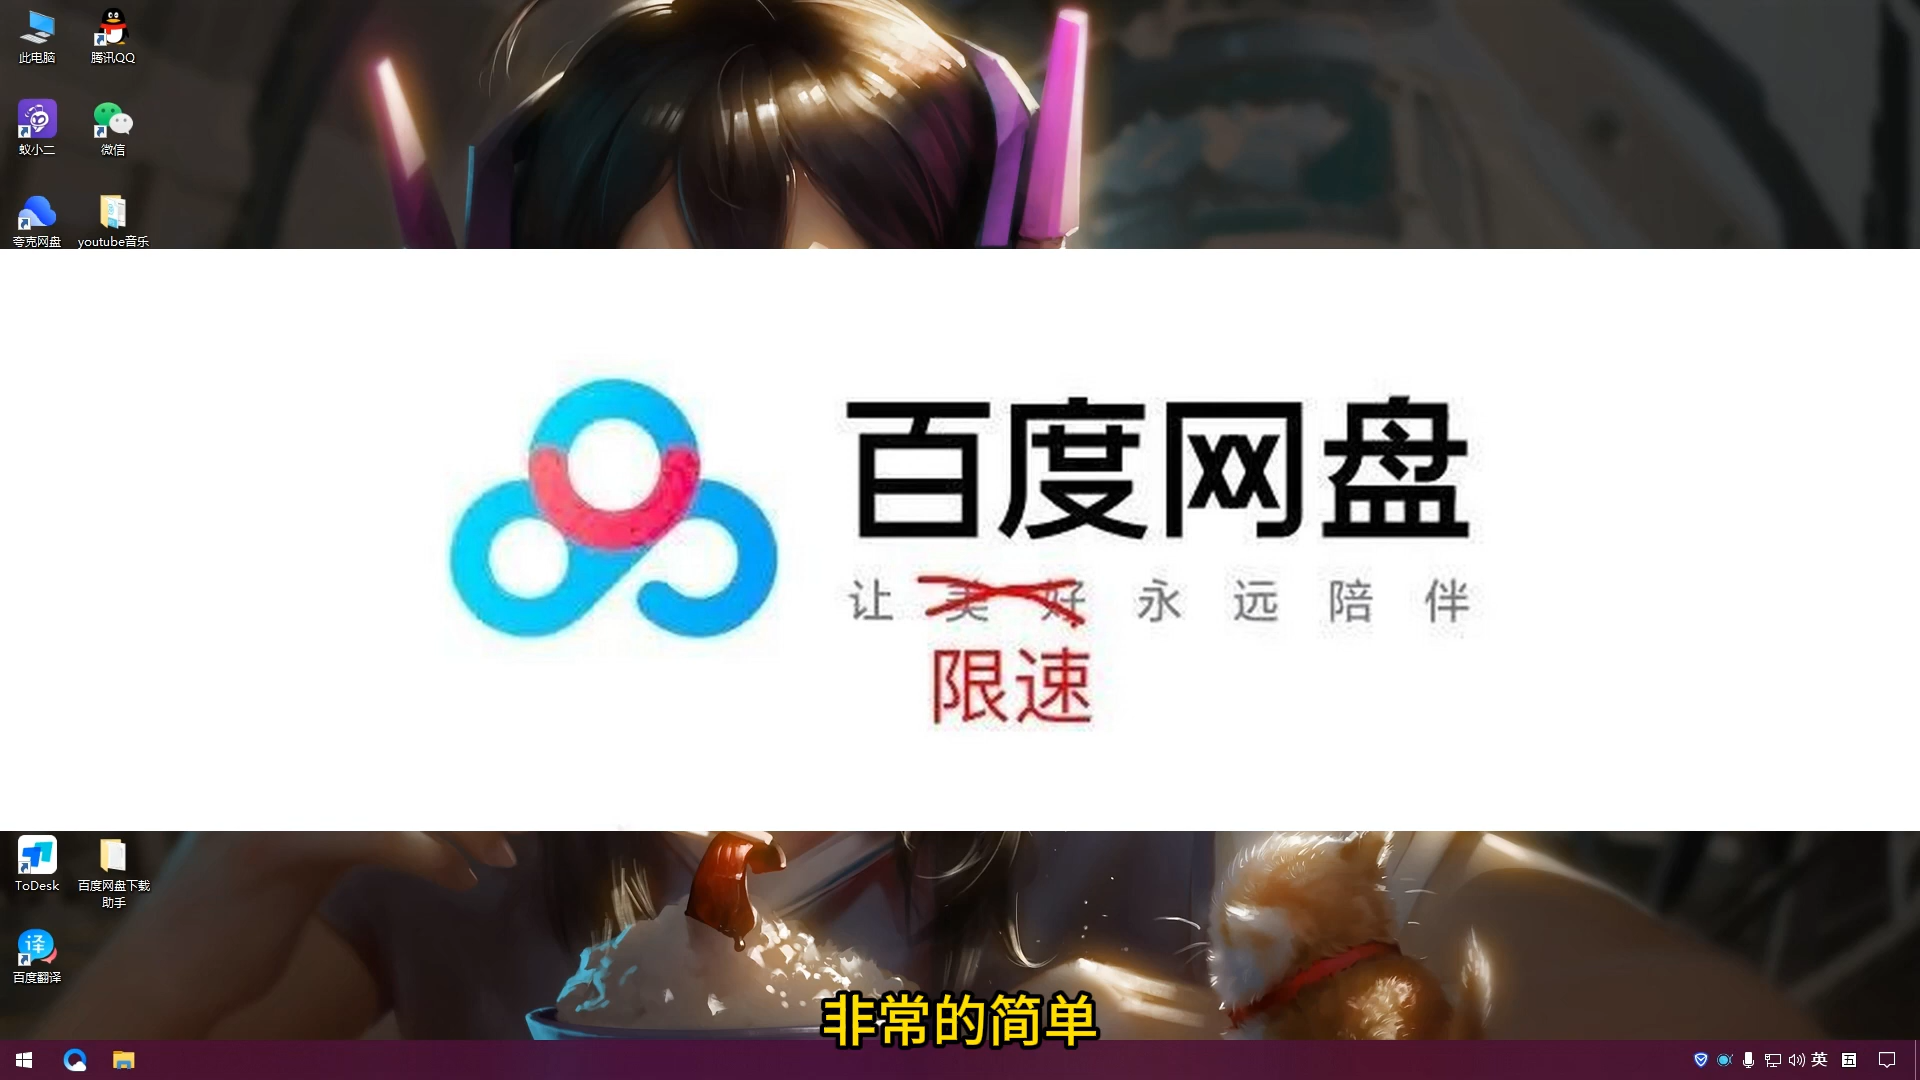 此电脑
腾讯QQ
蚁小二
微信
夸克网盘
youtube音乐
百度网盘
让美好永远陪伴
限速
ToDesk
百度网盘下载
助手
译
百度翻译
非常的简单
英
五